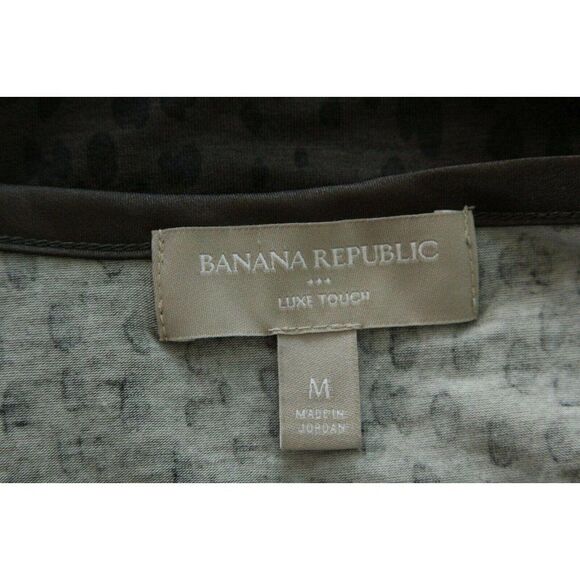 BANANA REPUBLIC
***
LUXE TOUCH
M
MADE IN
JORDAN